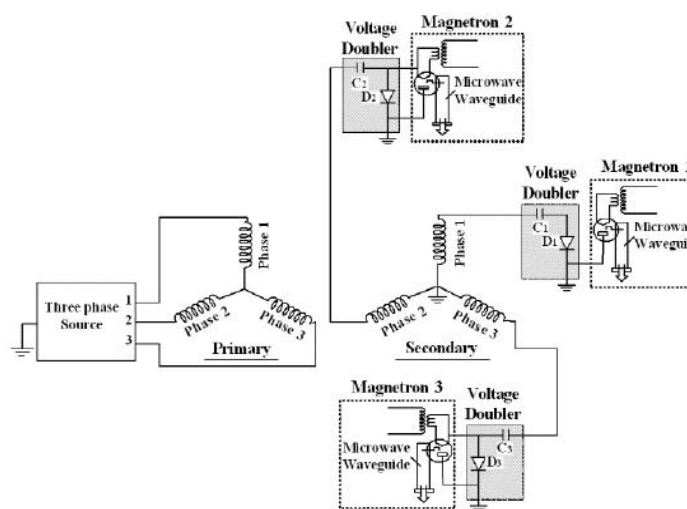 Voltage
Doubler
C2
D2
Magnetron 2
Microwave
Waveguide
Voltage
Doubler
C1
D1
Magnetron
Microwave
Phase 1
Phase 1
Three phase
Source
1
2
3
Phase 2
Phase 3
Primary
Phase 2
Phase 3
Secondary
Magnetron 3
Microwave
Waveguide
Voltage
Doubler
C3
D3